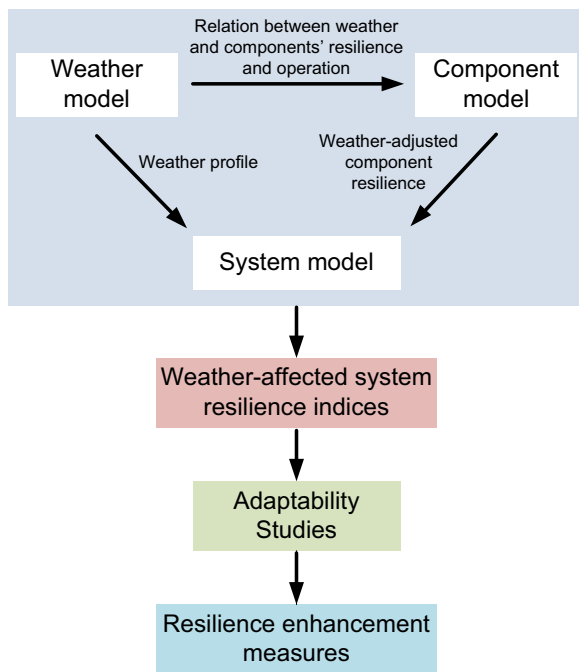 Relation between weather
and components' resilience
and operation
Weather
model
Component
model
Weather profile
Weather-adjusted
component
resilience
System model
Weather-affected system
resilience indices
Adaptability
Studies
Resilience enhancement
measures